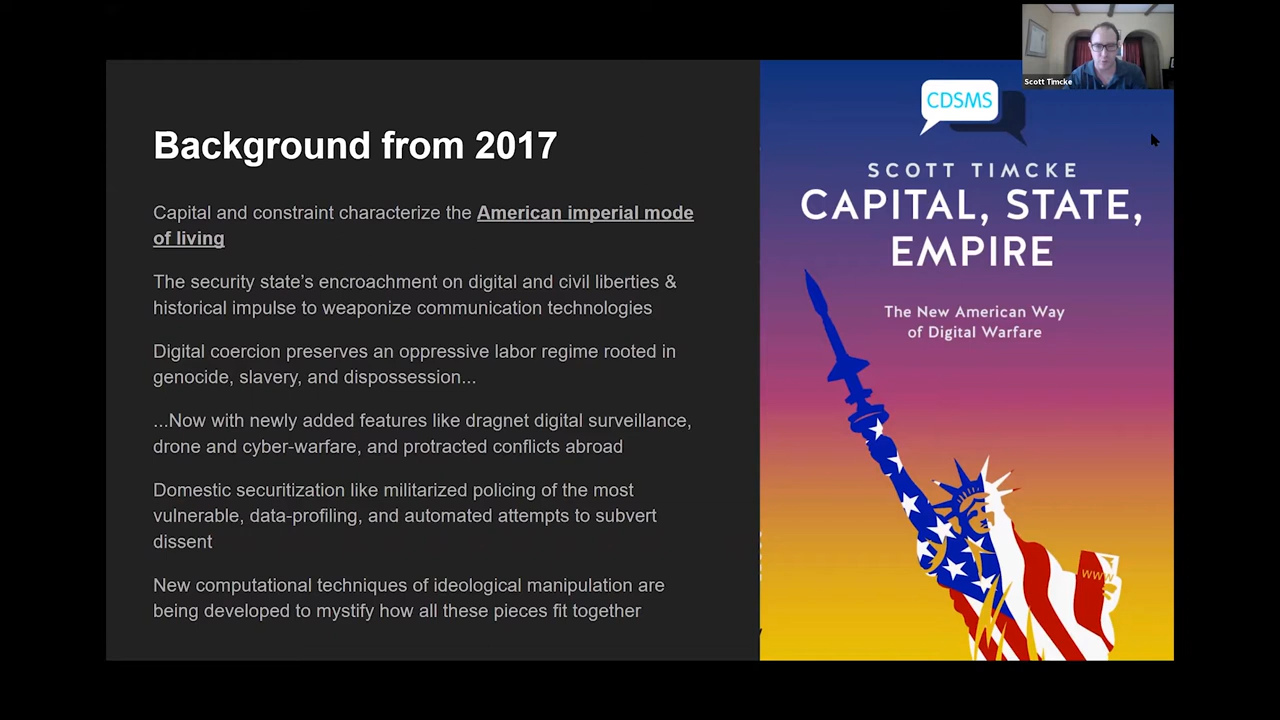 Background from 2017
Capital and constraint characterize the American imperial mode
of living
The security state’s encroachment on digital and civil liberties &
historical impulse to weaponize communication technologies
Digital coercion preserves an oppressive labor regime rooted in
genocide, slavery, and dispossession...
...Now with newly added features like dragnet digital surveillance,
drone and cyber-warfare, and protracted conflicts abroad
Domestic securitization like militarized policing of the most
vulnerable, data-profiling, and automated attempts to subvert
dissent
New computational techniques of ideological manipulation are
being developed to mystify how all these pieces fit together
Scott Timcke
CDSMS
SCOTT TIMCKE
CAPITAL, STATE,
EMPIRE
The New American Way
of Digital Warfare
www